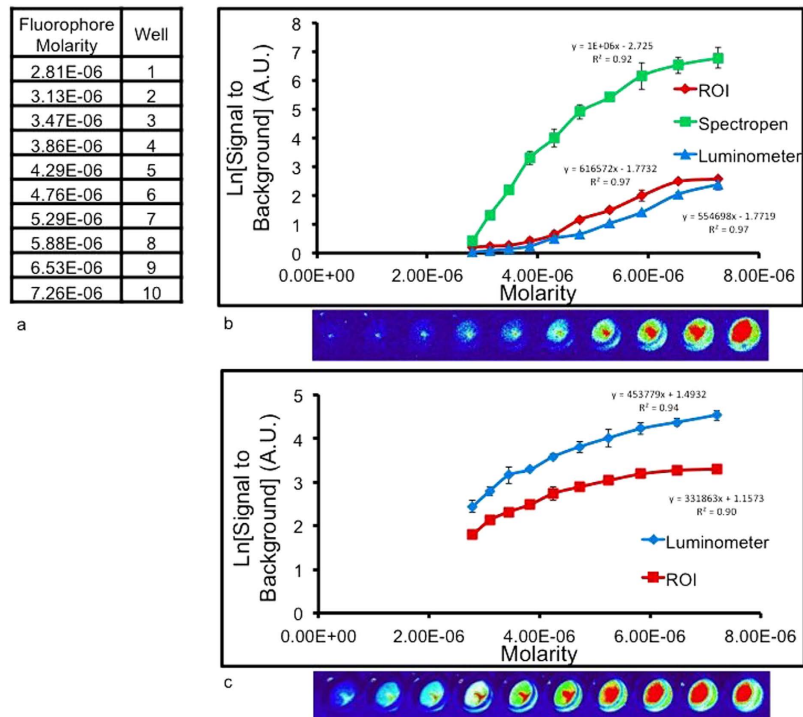 Fluorophore Molarity Well
2.81E-06 1
3.13E-06 2
3.47E-06 3
3.86E-06 4
4.29E-06 5
4.76E-06 6
5.29E-06 7
5.88E-06 8
6.53E-06 9
7.26E-06 10
a
Ln[Signal to
Background] (A.U.)
8
7
6
5
4
3
2
1
0
y = 1E+06x - 2.725
R² = 0.92
ROI
Spectropen
Luminometer
y = 616572x - 1.7732
R² = 0.97
y = 554698x - 1.7719
R² = 0.97
0.00E+00 2.00E-06 4.00E-06 6.00E-06 8.00E-06
Molarity
b
Ln[Signal to
Background] (A.U.)
5
4
3
2
1
0
y = 453779x + 1.4932
R² = 0.94
y = 331863x + 1.1573
R² = 0.90
Luminometer
ROI
0.00E+00 2.00E-06 4.00E-06 6.00E-06 8.00E-06
Molarity
c